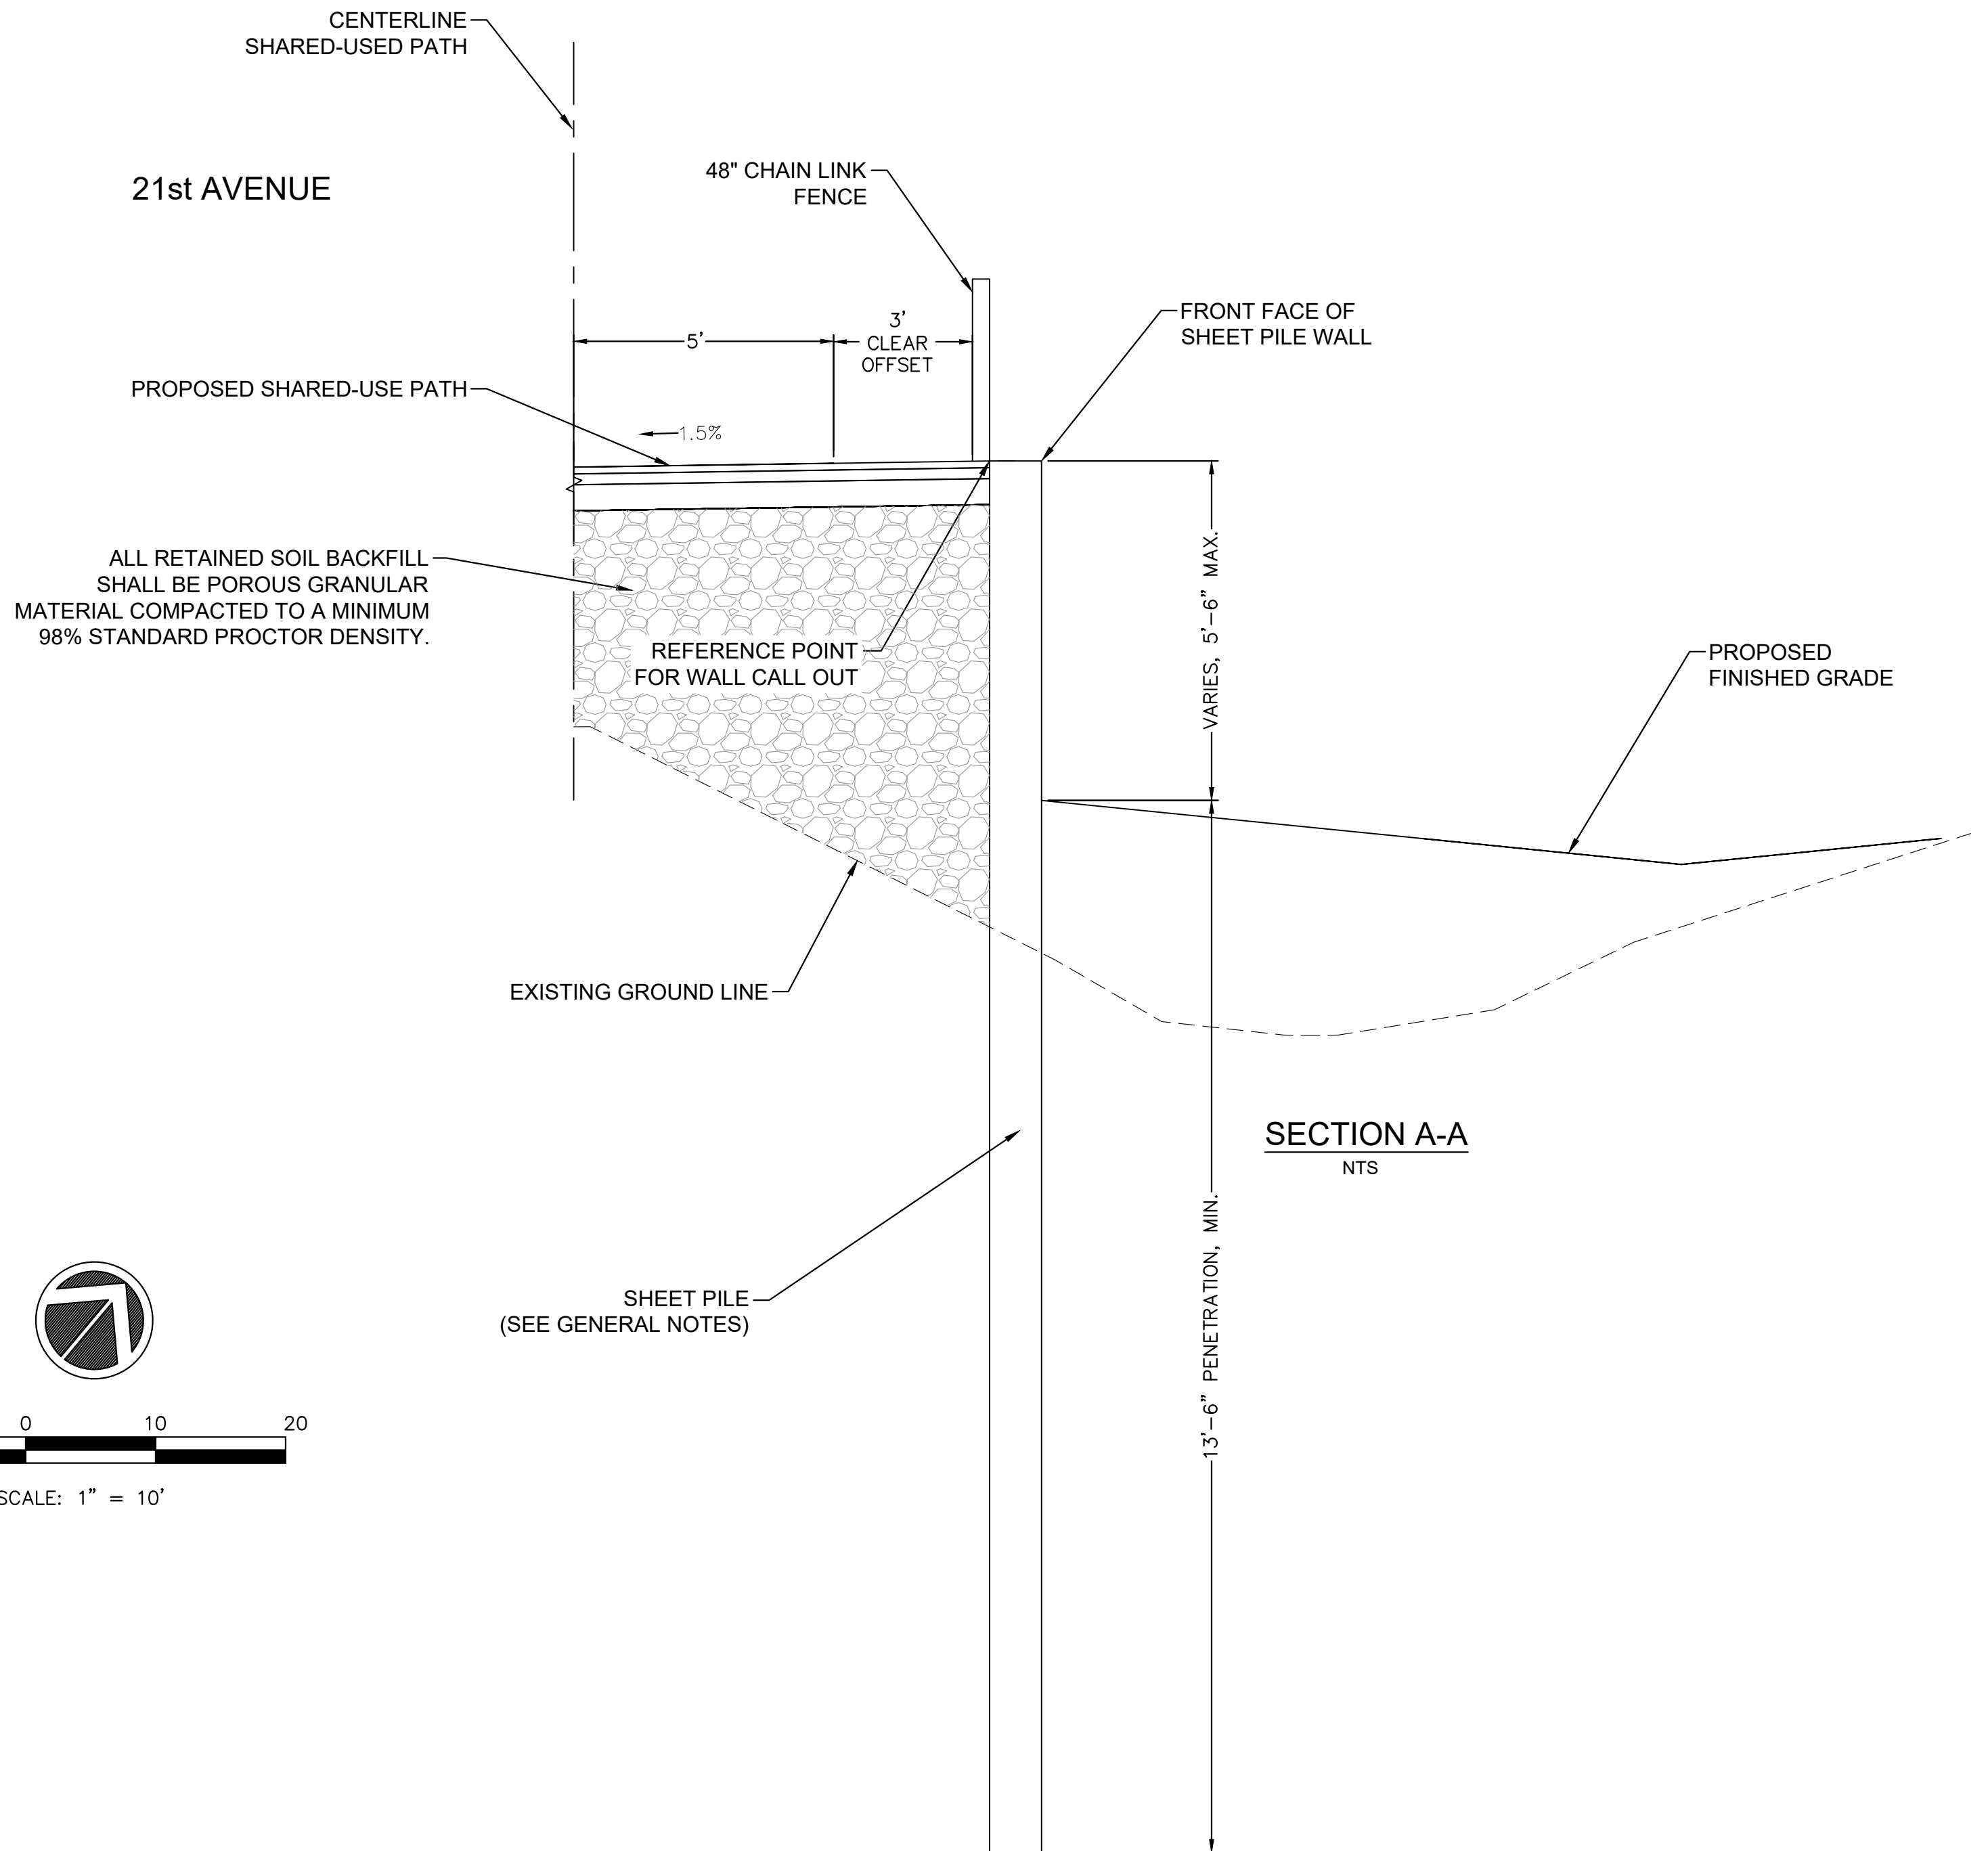 CENTERLINE
SHARED-USED PATH
21st AVENUE
48" CHAIN LINK
FENCE
FRONT FACE OF
SHEET PILE WALL
5'
3'
CLEAR
OFFSET
PROPOSED SHARED-USE PATH
1.5%
ALL RETAINED SOIL BACKFILL
SHALL BE POROUS GRANULAR
MATERIAL COMPACTED TO A MINIMUM
98% STANDARD PROCTOR DENSITY.
REFERENCE POINT
FOR WALL CALL OUT
VARIES, 5'-6" MAX.
PROPOSED
FINISHED GRADE
EXISTING GROUND LINE
SECTION A-A
NTS
13'-6" PENETRATION, MIN.
SHEET PILE
(SEE GENERAL NOTES)
0 10 20
SCALE: 1" = 10'